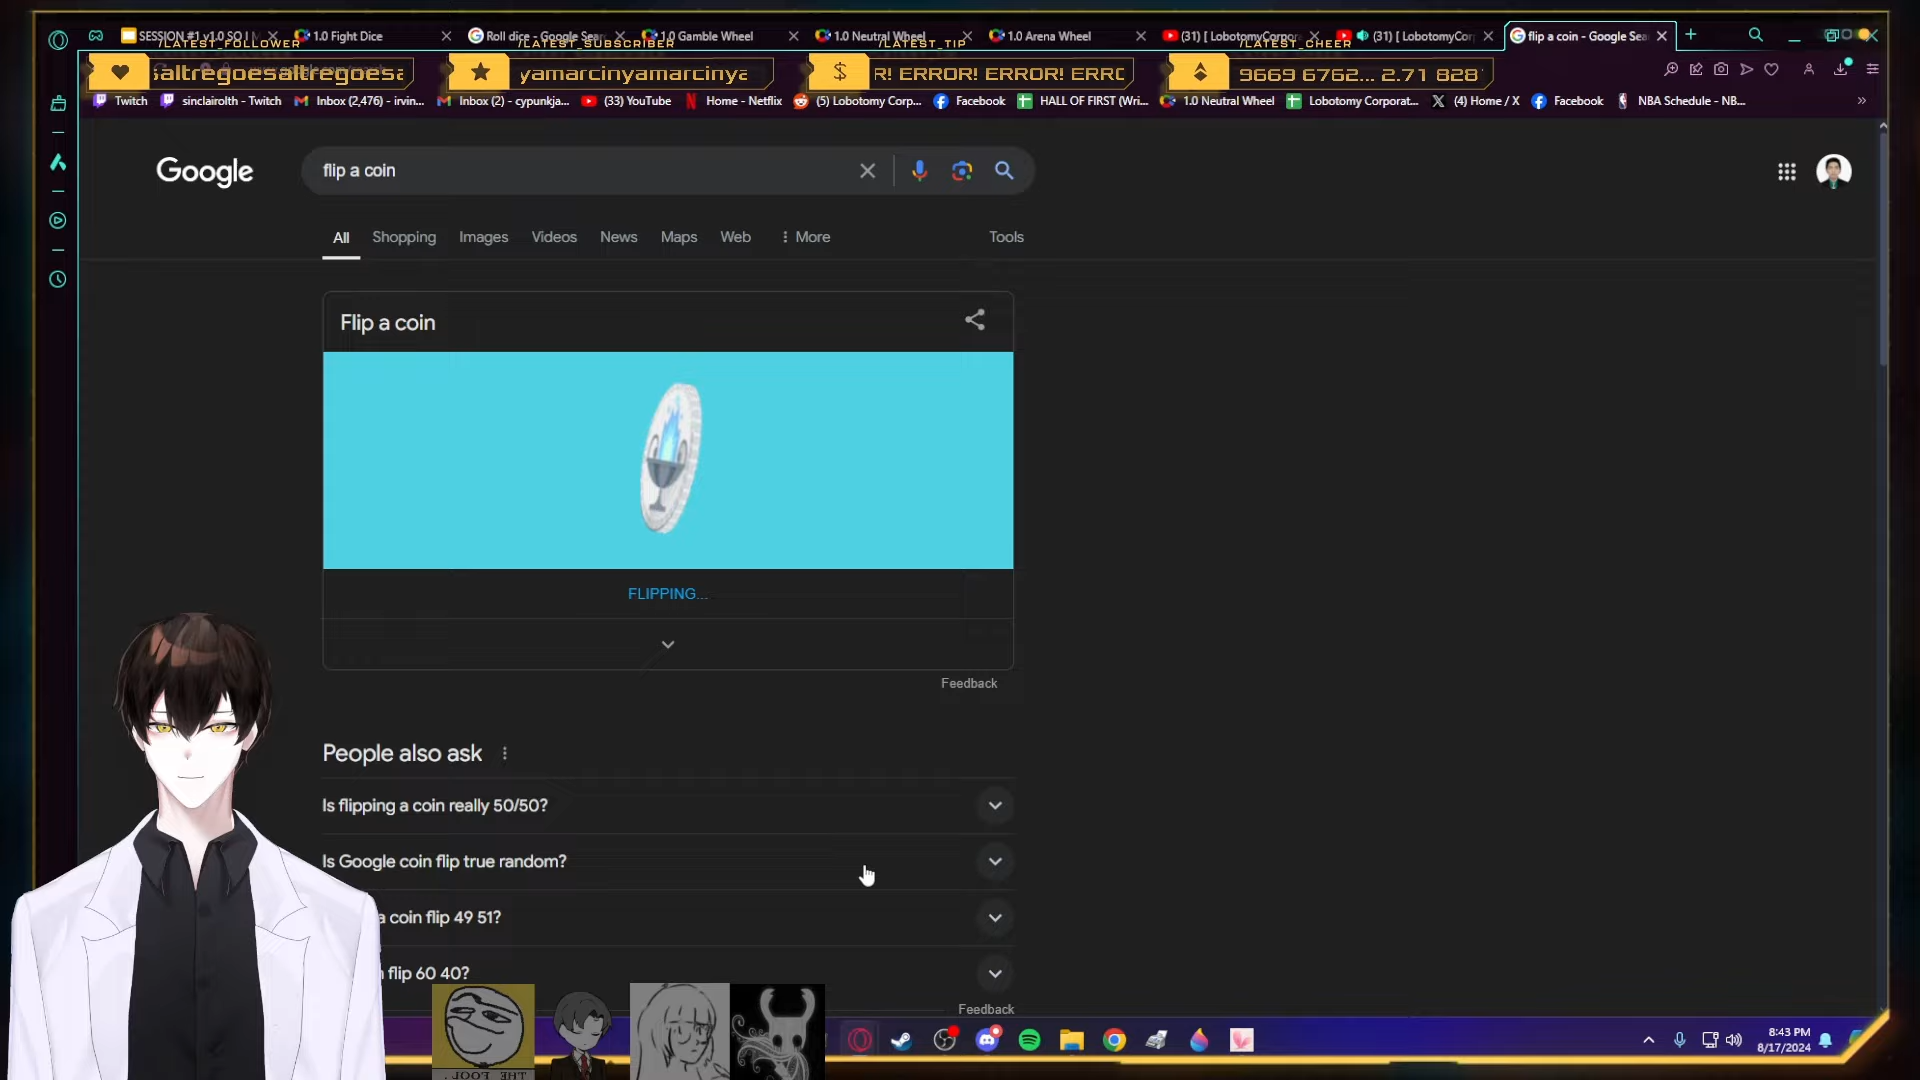 SESSION #1 v1.0 SO I
1.0 Fight Dice
Roll dice - Google Sear
1.0 Gamble Wheel
1.0 Neutral Wheel
1.0 Arena Wheel
(31) [ LobotomyCorpor
(31) [ LobotomyCor
flip a coin - Google Sea
/LATEST_FOLLOWER
/LATEST_SUBSCRIBER
/LATEST_TIP
/LATEST_CHEER
altregoesaltregoesa
yamarcinyamarcinya
R! ERROR! ERROR! ERRC
9669 6762... 2.71 828
Twitch
sinclairolth - Twitch
Inbox (2,476) - irvin...
Inbox (2) - cypunkja...
(33) YouTube
Home - Netflix
(5) Lobotomy Corp...
Facebook
HALL OF FIRST (Wri...
1.0 Neutral Wheel
Lobotomy Corporat...
(4) Home / X
Facebook
NBA Schedule - NB...
Google
flip a coin
All
Shopping
Images
Videos
News
Maps
Web
More
Tools
Flip a coin
FLIPPING...
Feedback
People also ask
Is flipping a coin really 50/50?
Is Google coin flip true random?
a coin flip 49 51?
flip 60 40?
Feedback
THE FOOL.
8:43 PM
8/17/2024